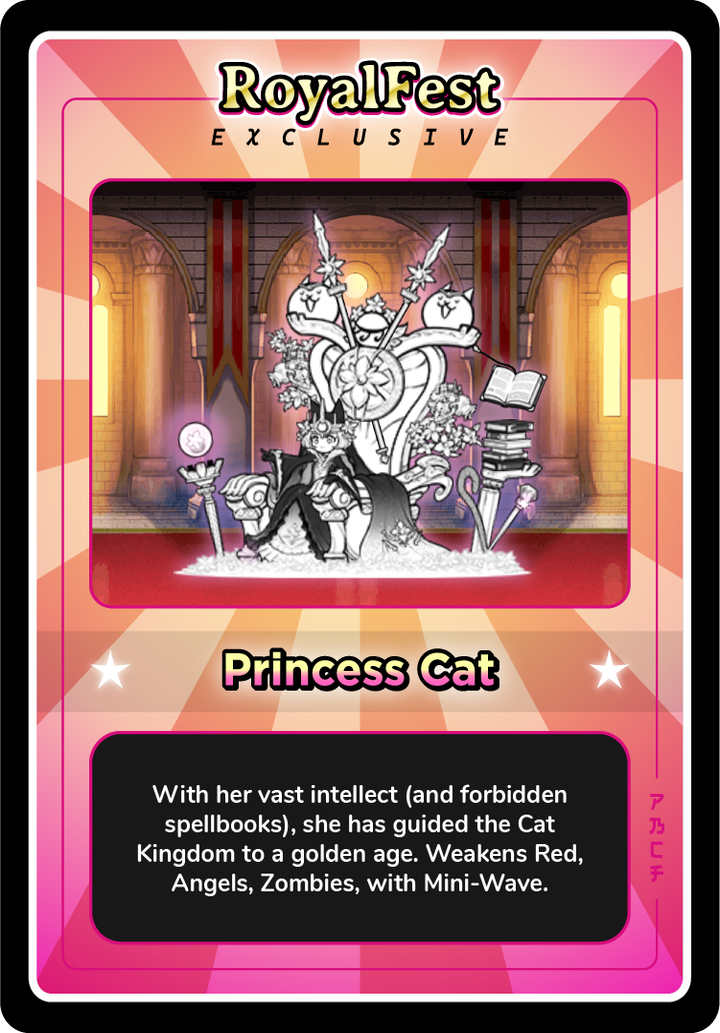 RoyalFest
EXCLUSIVE
Princess Cat
With her vast intellect (and forbidden
spellbooks), she has guided the Cat
Kingdom to a golden age. Weakens Red,
Angels, Zombies, with Mini-Wave.